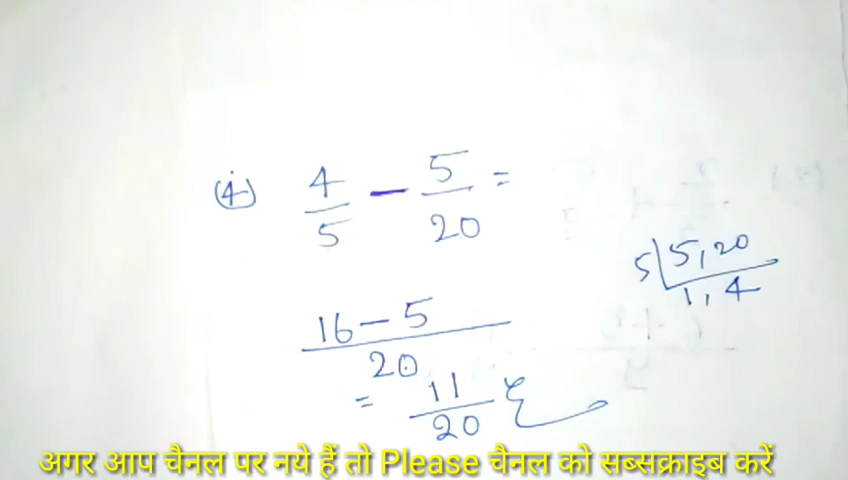 (4) 4/5 - 5/20 =
5 | 5, 20
1, 4
16 - 5 / 20
= 11/20
अगर आप चैनल पर नये हैं तो Please चैनल को सब्सक्राइब करें